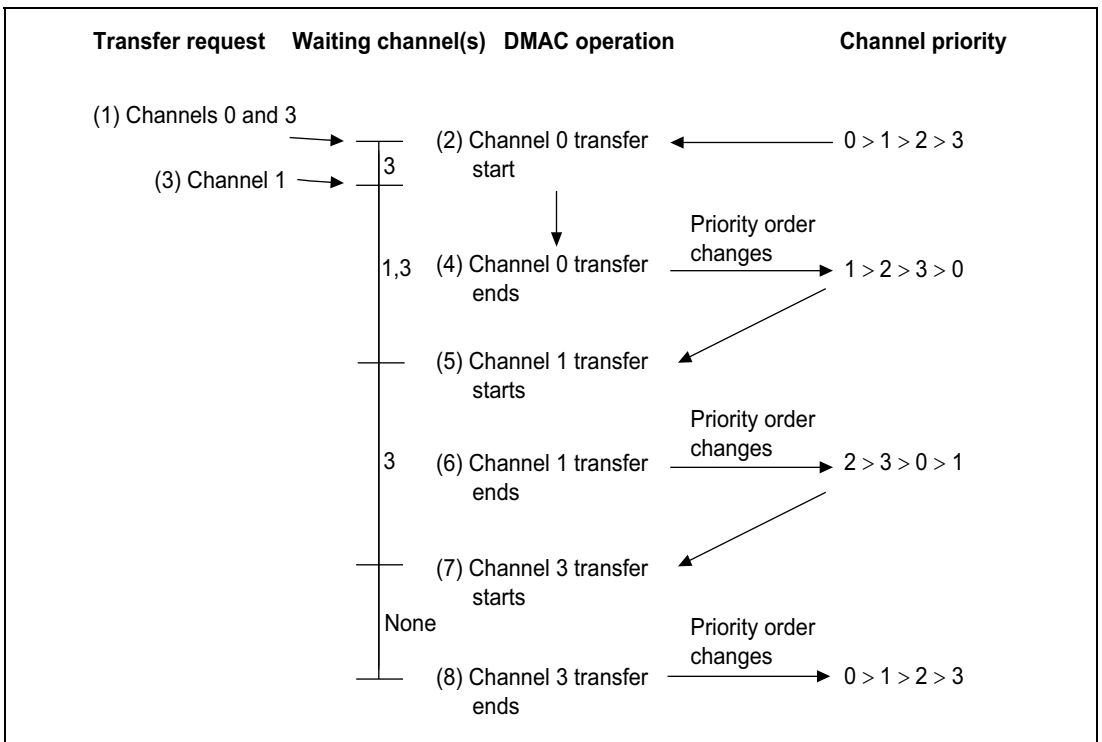 Transfer request Waiting channel(s) DMAC operation Channel priority
(1) Channels 0 and 3
(2) Channel 0 transfer
start
0 > 1 > 2 > 3
3
(3) Channel 1
Priority order
changes
1,3
(4) Channel 0 transfer
ends
1 > 2 > 3 > 0
(5) Channel 1 transfer
starts
Priority order
changes
3
(6) Channel 1 transfer
ends
2 > 3 > 0 > 1
(7) Channel 3 transfer
starts
None
Priority order
changes
(8) Channel 3 transfer
ends
0 > 1 > 2 > 3